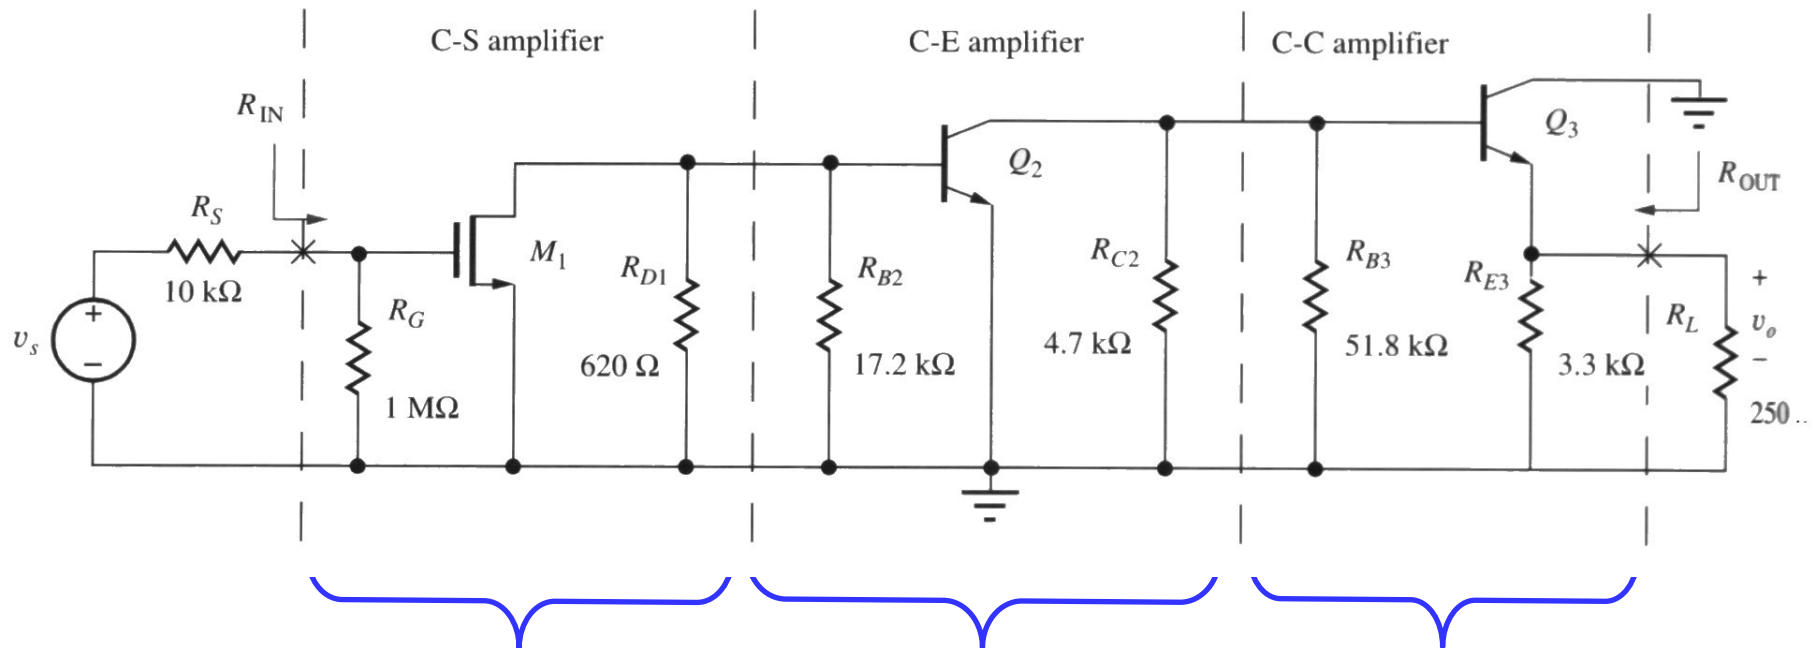 C-S amplifier
C-E amplifier
C-C amplifier
R_IN
Q_3
Q_2
R_OUT
R_S
M_1
R_D1
R_B2
R_C2
R_B3
R_E3
+
10 kΩ
R_G
R_L
v_o
+
v_s
4.7 kΩ
51.8 kΩ
−
−
620 Ω
17.2 kΩ
3.3 kΩ
1 MΩ
250 ..